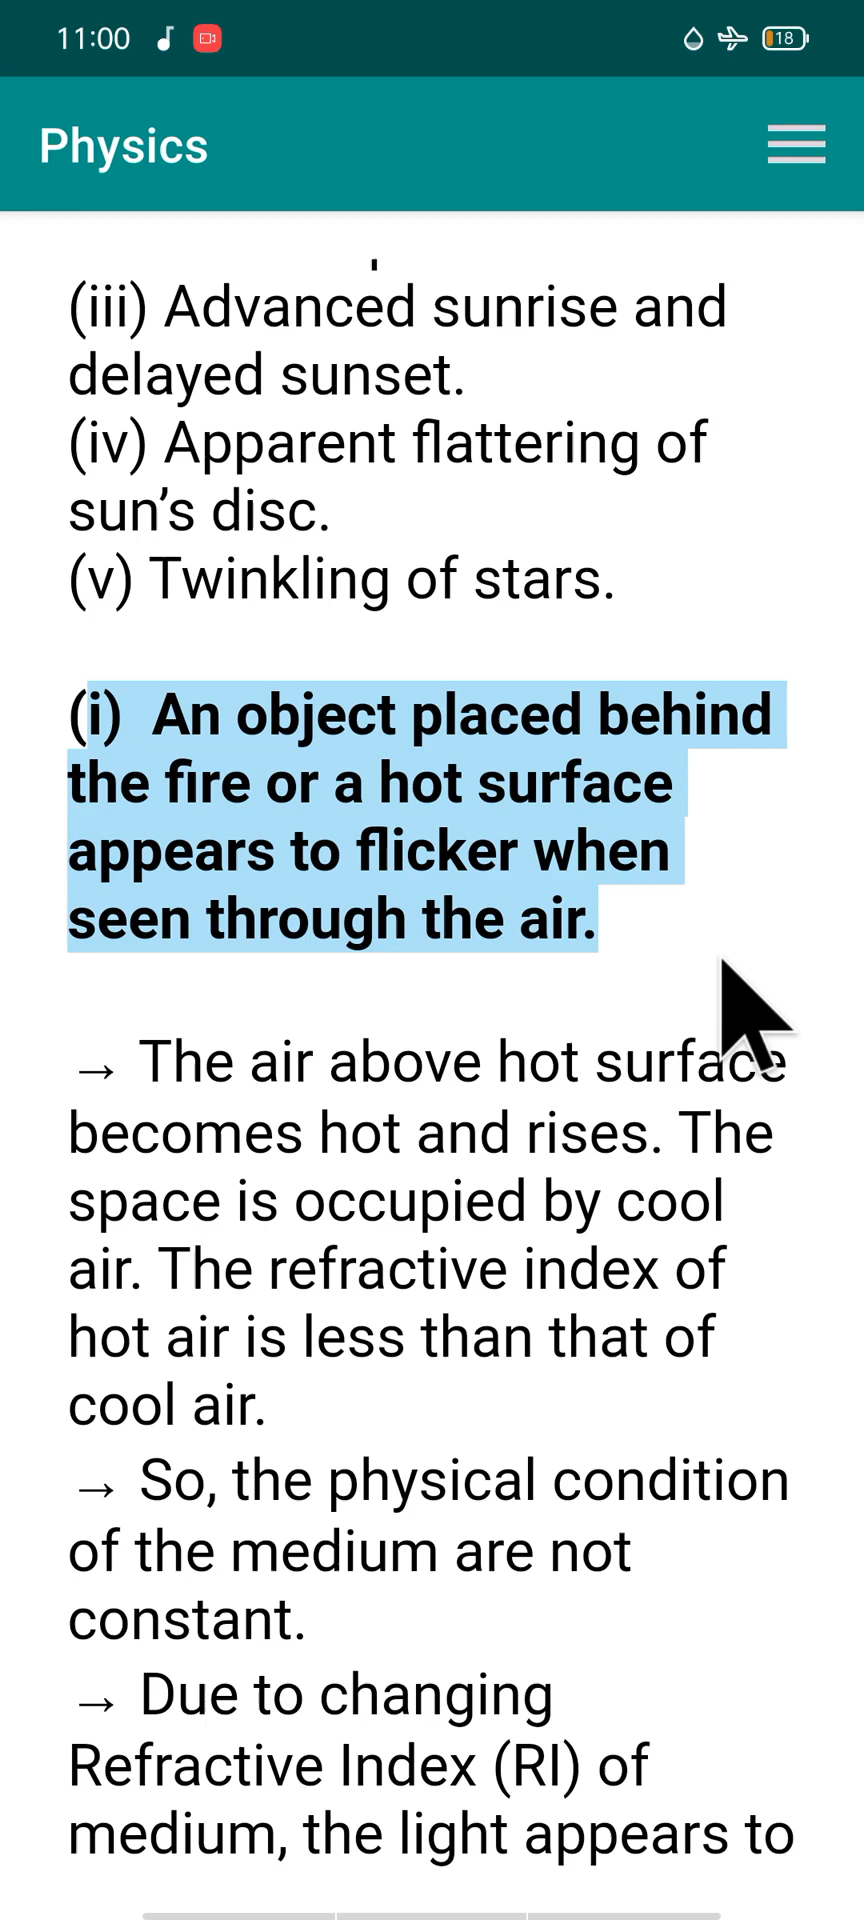 11:00
18
Physics
(iii) Advanced sunrise and
delayed sunset.
(iv) Apparent flattering of
sun’s disc.
(v) Twinkling of stars.
(i)  An object placed behind
the fire or a hot surface
appears to flicker when
seen through the air.
→ The air above hot surface
becomes hot and rises. The
space is occupied by cool
air. The refractive index of
hot air is less than that of
cool air.
→ So, the physical condition
of the medium are not
constant.
→ Due to changing
Refractive Index (RI) of
medium, the light appears to